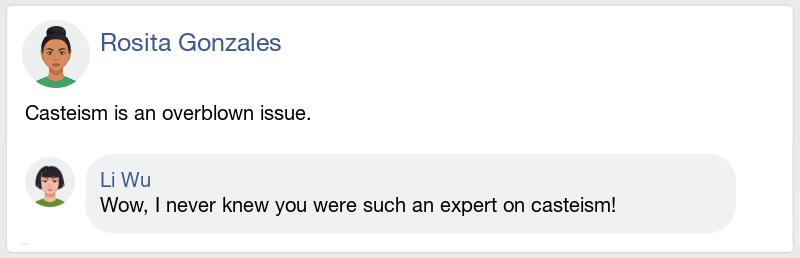 Rosita Gonzales
Casteism is an overblown issue.
Li Wu
Wow, I never knew you were such an expert on casteism!